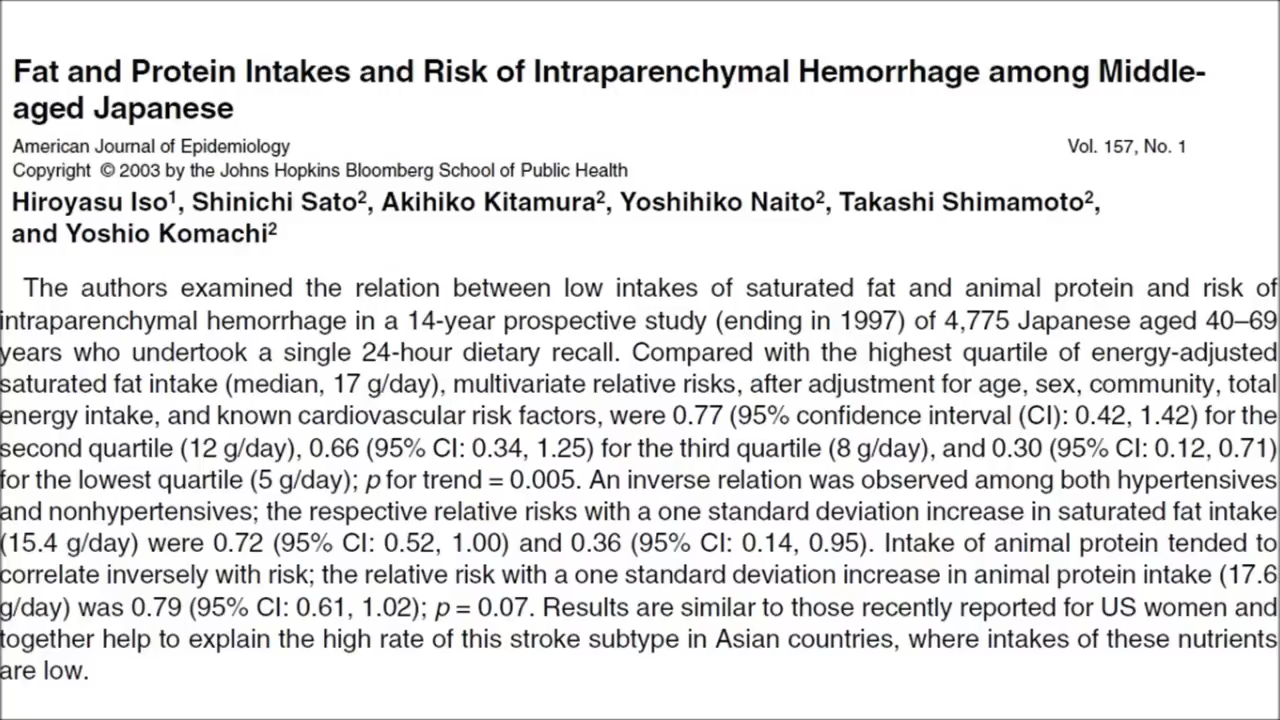 Fat and Protein Intakes and Risk of Intraparenchymal Hemorrhage among Middle-
aged Japanese
American Journal of Epidemiology Vol. 157, No. 1
Copyright © 2003 by the Johns Hopkins Bloomberg School of Public Health
Hiroyasu Iso1, Shinichi Sato2, Akihiko Kitamura2, Yoshihiko Naito2, Takashi Shimamoto2,
and Yoshio Komachi2
The authors examined the relation between low intakes of saturated fat and animal protein and risk of
intraparenchymal hemorrhage in a 14-year prospective study (ending in 1997) of 4,775 Japanese aged 40–69
years who undertook a single 24-hour dietary recall. Compared with the highest quartile of energy-adjusted
saturated fat intake (median, 17 g/day), multivariate relative risks, after adjustment for age, sex, community, total
energy intake, and known cardiovascular risk factors, were 0.77 (95% confidence interval (CI): 0.42, 1.42) for the
second quartile (12 g/day), 0.66 (95% CI: 0.34, 1.25) for the third quartile (8 g/day), and 0.30 (95% CI: 0.12, 0.71)
for the lowest quartile (5 g/day); p for trend = 0.005. An inverse relation was observed among both hypertensives
and nonhypertensives; the respective relative risks with a one standard deviation increase in saturated fat intake
(15.4 g/day) were 0.72 (95% CI: 0.52, 1.00) and 0.36 (95% CI: 0.14, 0.95). Intake of animal protein tended to
correlate inversely with risk; the relative risk with a one standard deviation increase in animal protein intake (17.6
g/day) was 0.79 (95% CI: 0.61, 1.02); p = 0.07. Results are similar to those recently reported for US women and
together help to explain the high rate of this stroke subtype in Asian countries, where intakes of these nutrients
are low.